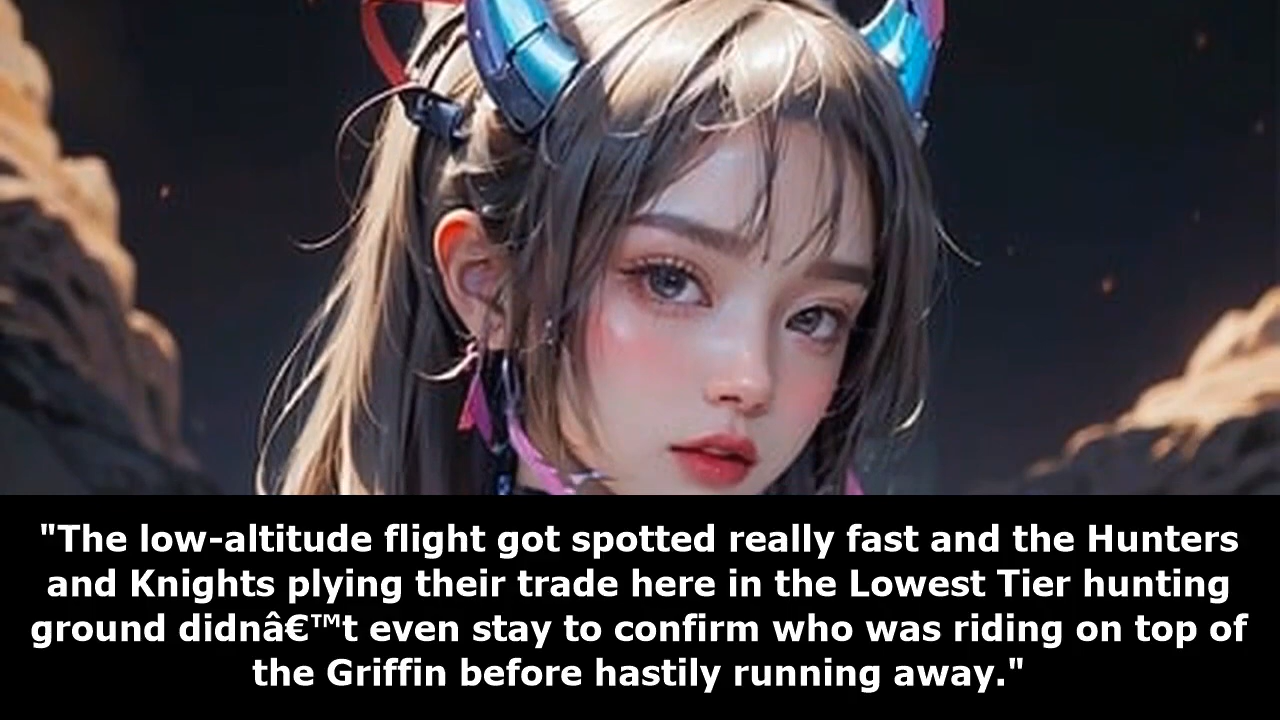 "The low-altitude flight got spotted really fast and the Hunters
and Knights plying their trade here in the Lowest Tier hunting
ground didnâ€™t even stay to confirm who was riding on top of
the Griffin before hastily running away."